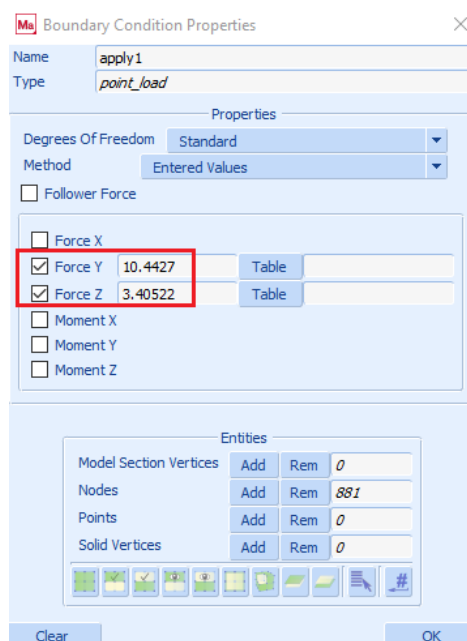 Ma Boundary Condition Properties
Name apply1
Type point_load
Properties
Degrees Of Freedom Standard
Method Entered Values
Follower Force
Force X
Force Y 10.4427 Table
Force Z 3.40522 Table
Moment X
Moment Y
Moment Z
Entities
Model Section Vertices Add Rem 0
Nodes Add Rem 881
Points Add Rem 0
Solid Vertices Add Rem 0
#
Clear OK